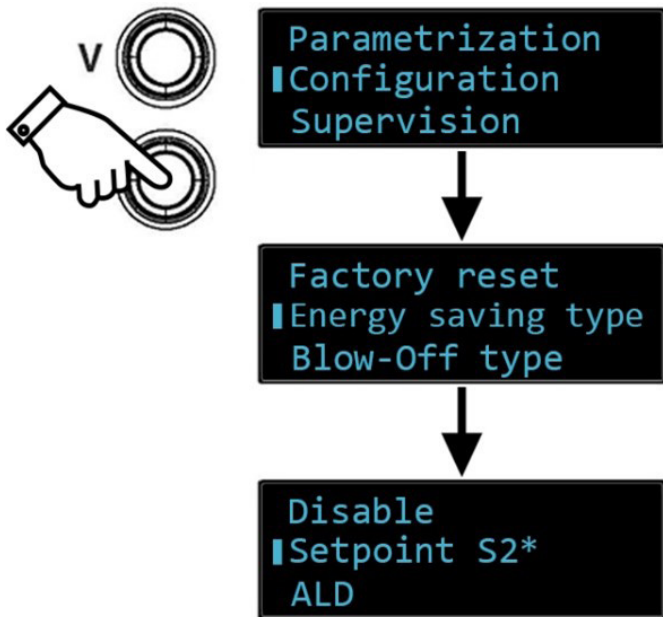 V
Parametrization
Configuration
Supervision
Factory reset
Energy saving type
Blow-Off type
Disable
Setpoint S2*
ALD